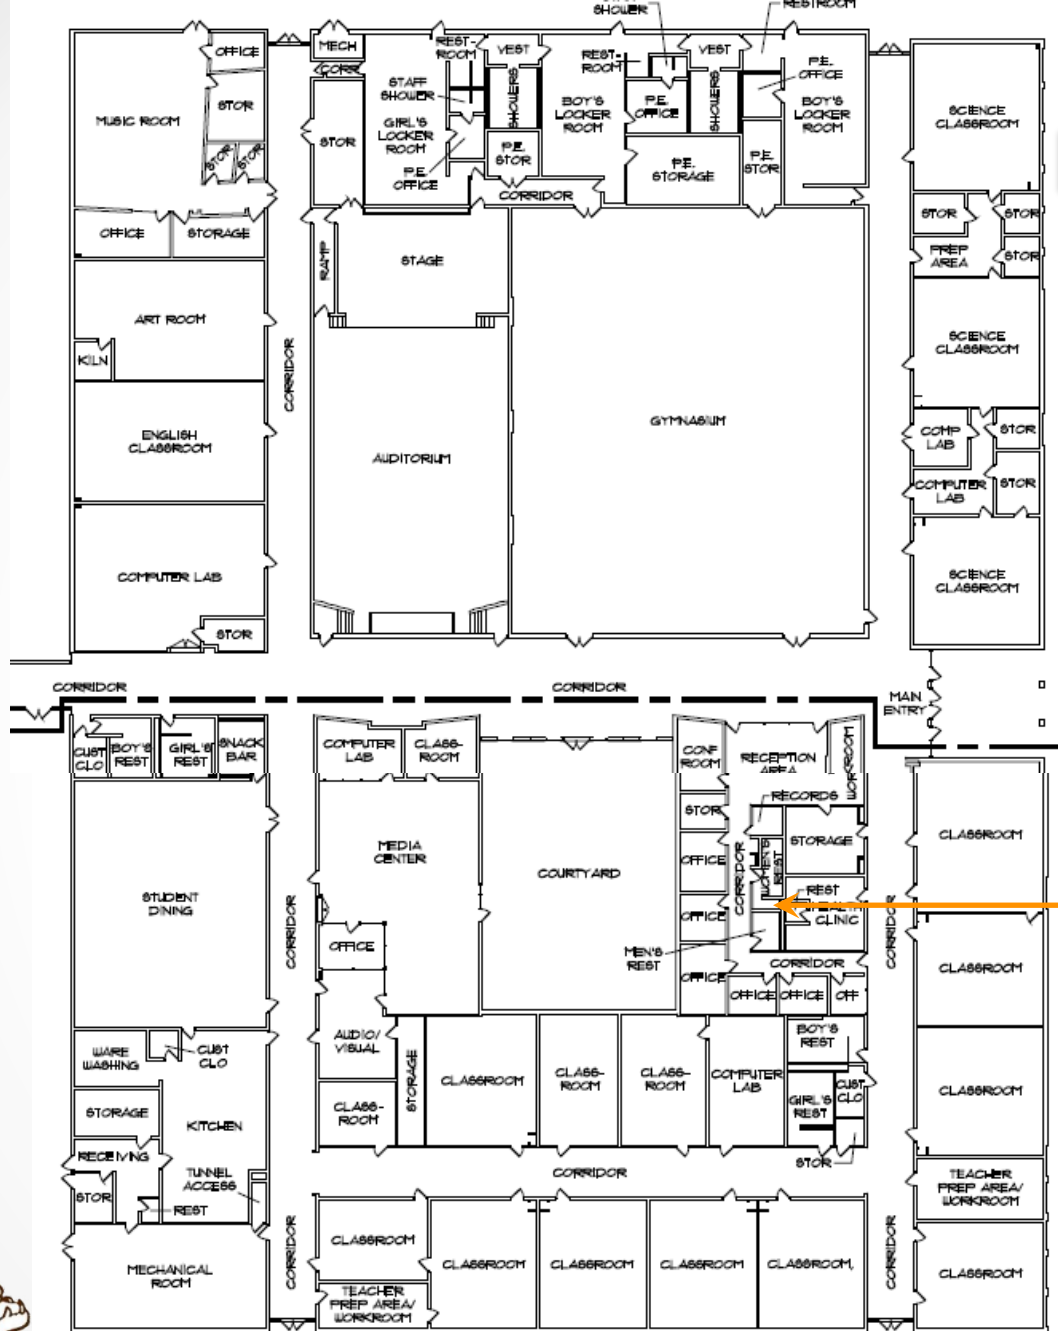 SHOWER
RESTROOM
OFFICE
MECH
REST-
ROOM
VEST
REST-
ROOM
VEST
CORR
P.E.
OFFICE
STOR
STAFF
SHOWER
SHOWERS
BOY'S
LOCKER
ROOM
P.E.
OFFICE
SHOWERS
BOY'S
LOCKER
ROOM
SCIENCE
CLASSROOM
MUSIC ROOM
GIRL'S
LOCKER
ROOM
STOR
STOR
STOR
P.E.
STOR
P.E.
STORAGE
P.E.
STOR
P.E.
OFFICE
CORRIDOR
STOR
STOR
OFFICE
STORAGE
RAMP
STAGE
PREP
AREA
STOR
ART ROOM
KILN
CORRIDOR
SCIENCE
CLASSROOM
ENGLISH
CLASSROOM
AUDITORIUM
GYMNASIUM
COMP
LAB
STOR
COMPUTER
LAB
STOR
COMPUTER LAB
SCIENCE
CLASSROOM
STOR
CORRIDOR
CORRIDOR
MAIN
ENTRY
CUST
CLO
BOY'S
REST
GIRL'S
REST
SNACK
BAR
COMPUTER
LAB
CLASS-
ROOM
CONF
ROOM
RECEPTION
AREA
WORKROOM
STOR
RECORDS
STORAGE
CLASSROOM
MEDIA
CENTER
COURTYARD
OFFICE
CORRIDOR
WOMEN'S
REST
STUDENT
DINING
REST
HEALTH
CLINIC
OFFICE
CORRIDOR
OFFICE
MEN'S
REST
CORRIDOR
CORRIDOR
CLASSROOM
OFFICE
OFFICE
OFFICE
OFF
WARE
WASHING
CUST
CLO
AUDIO/
VISUAL
BOY'S
REST
STORAGE
CLASSROOM
CLASS-
ROOM
CLASS-
ROOM
COMPUTER
LAB
GIRL'S
REST
CUST
CLO
CLASSROOM
STORAGE
KITCHEN
CLASS-
ROOM
RECEIVING
TUNNEL
ACCESS
STOR
REST
CORRIDOR
STOR
TEACHER
PREP AREA/
WORKROOM
MECHANICAL
ROOM
CORRIDOR
CLASSROOM
TEACHER
PREP AREA/
WORKROOM
CLASSROOM
CLASSROOM
CLASSROOM
CLASSROOM
CORRIDOR
CLASSROOM